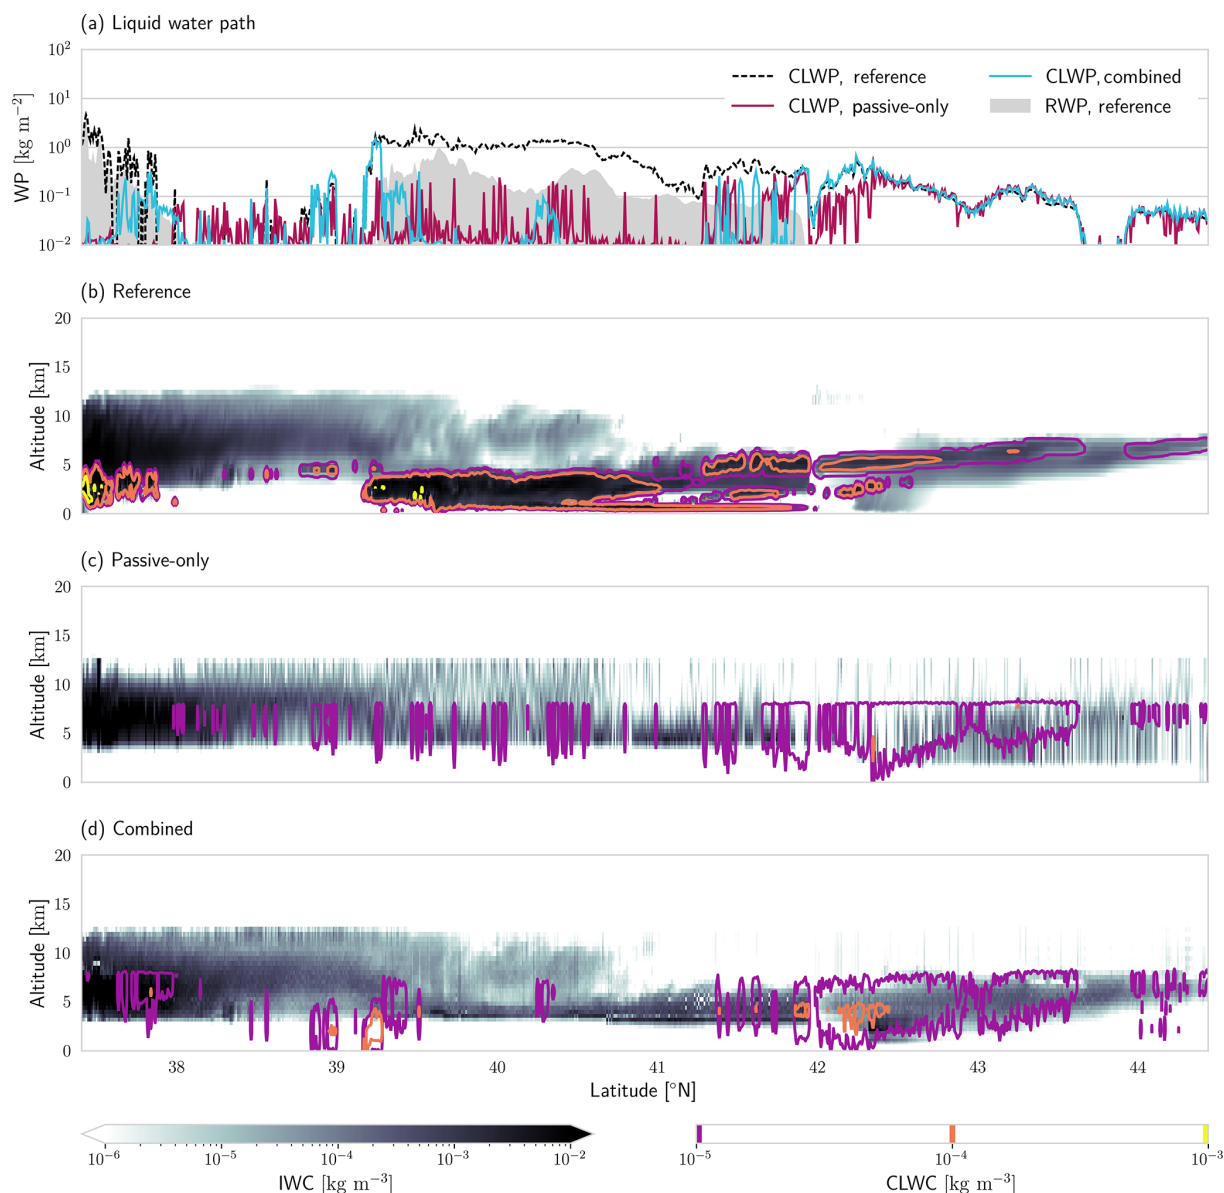 (a) Liquid water path
10²
10¹
10⁰
10⁻¹
10⁻²
WP [kg m⁻²]
CLWP, reference
CLWP, passive-only
CLWP, combined
RWP, reference
(b) Reference
20
15
10
5
0
Altitude [km]
(c) Passive-only
20
15
10
5
0
Altitude [km]
(d) Combined
20
15
10
5
0
Altitude [km]
38 39 40 41 42 43 44
Latitude [°N]
10⁻⁶ 10⁻⁵ 10⁻⁴ 10⁻³ 10⁻²
IWC [kg m⁻³]
10⁻⁵ 10⁻⁴ 10⁻³
CLWC [kg m⁻³]